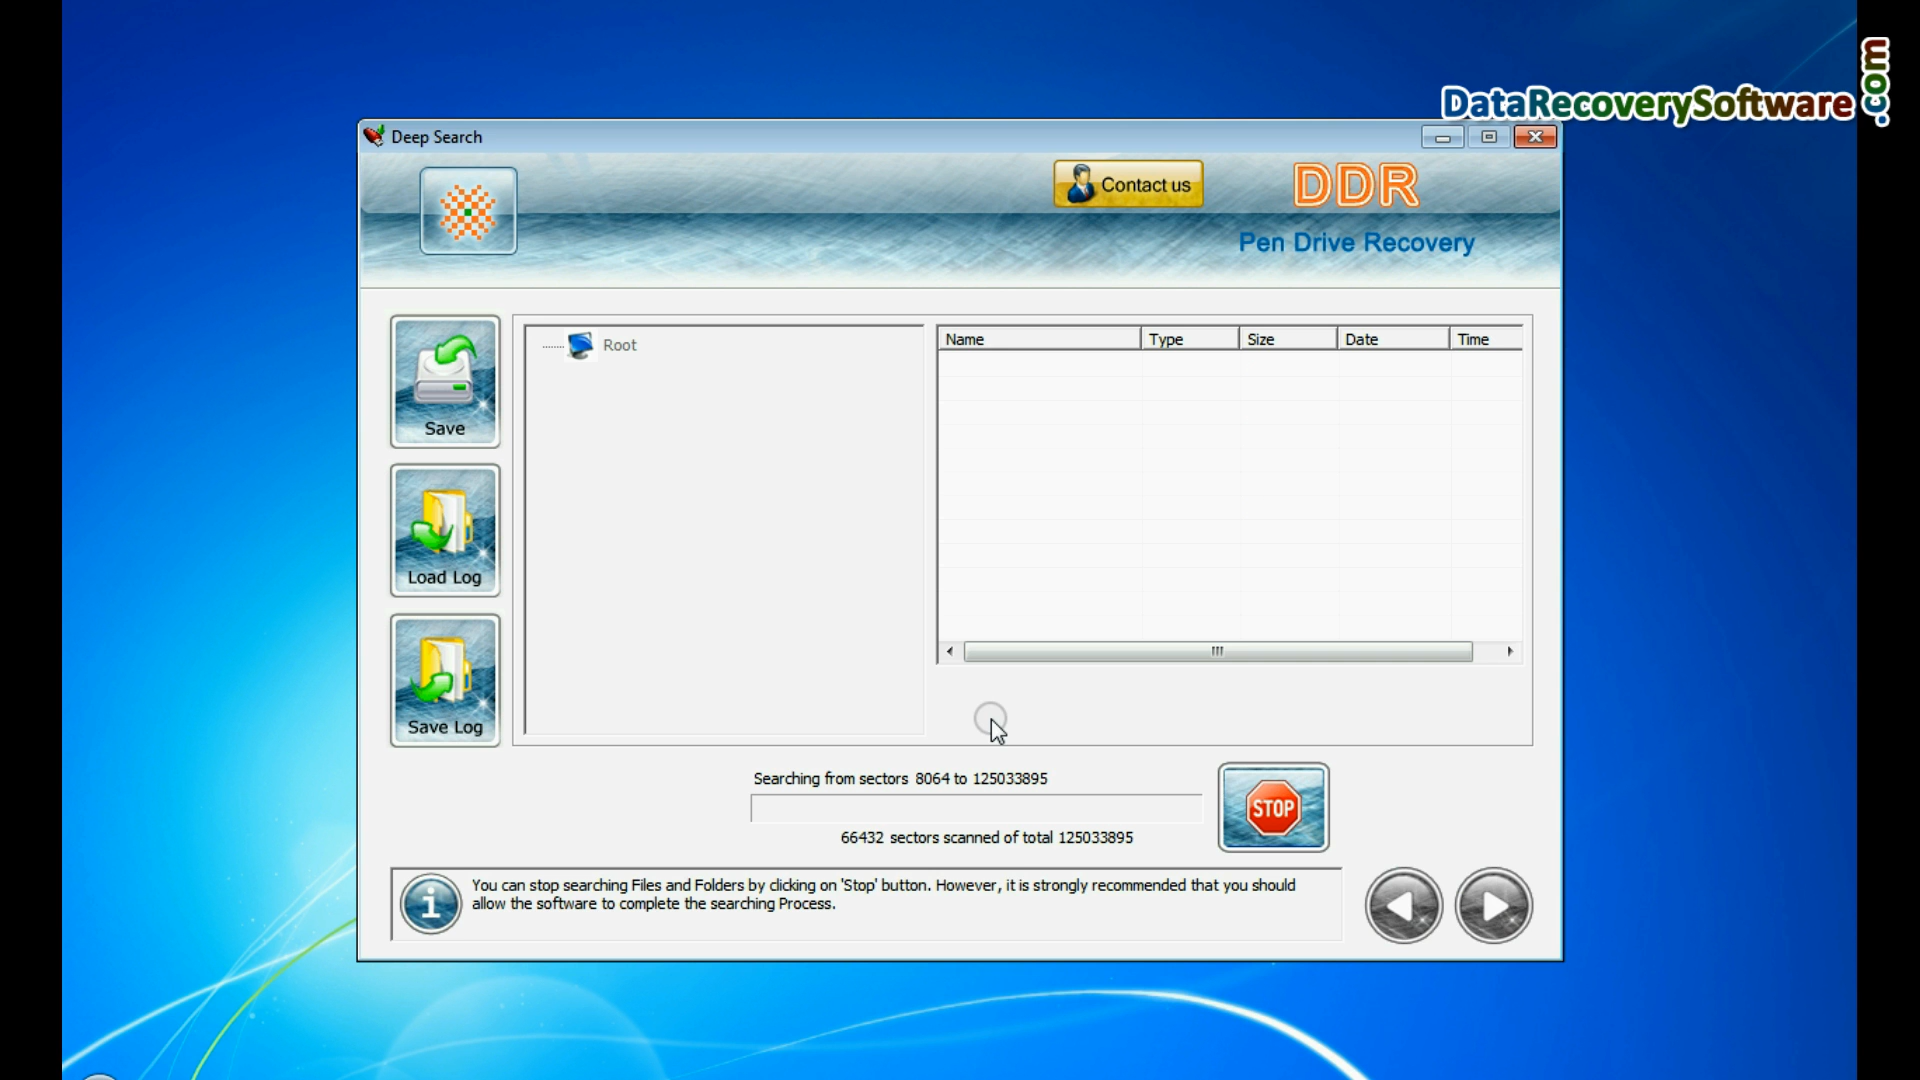 DataRecoverySoftware.com
Deep Search
Contact us
DDR
Pen Drive Recovery
Save
Load Log
Save Log
Root
Name Type Size Date Time
Searching from sectors 8064 to 125033895
STOP
66432 sectors scanned of total 125033895
You can stop searching Files and Folders by clicking on 'Stop' button. However, it is strongly recommended that you should
allow the software to complete the searching Process.